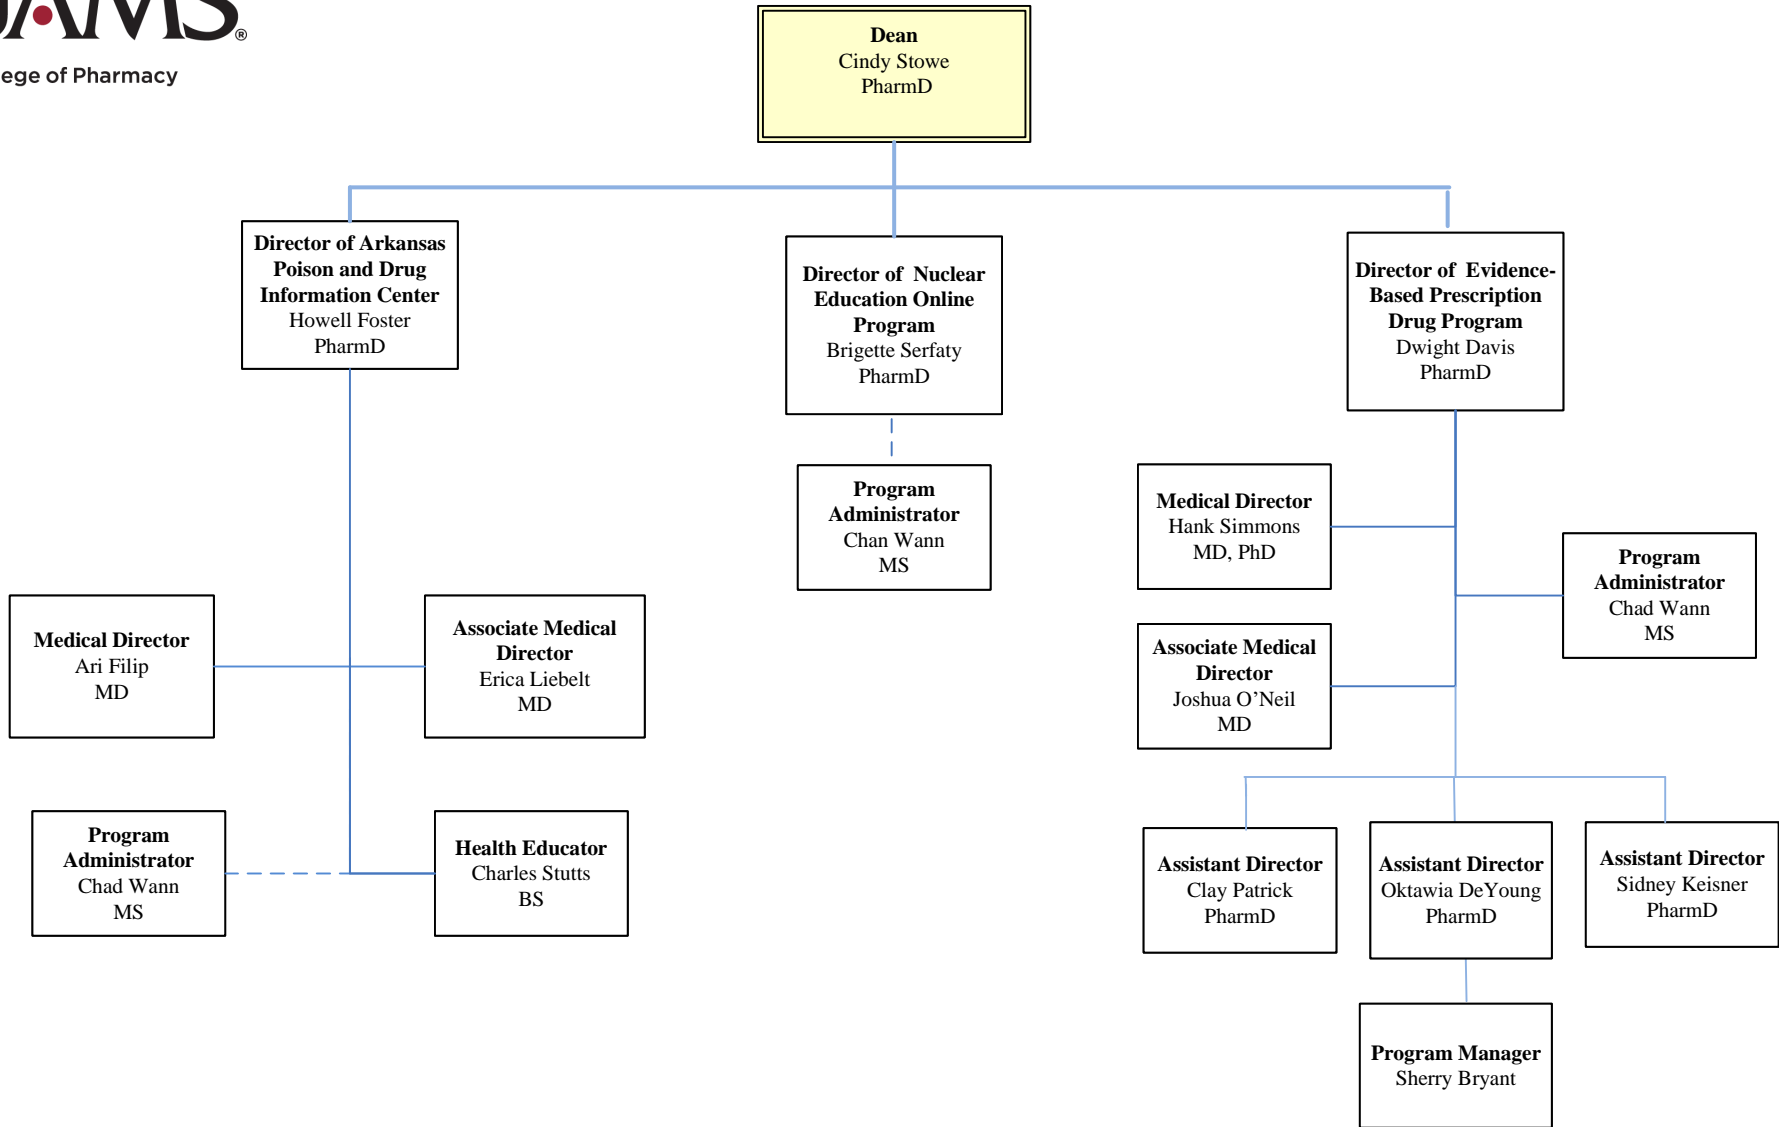 AMS®
ege of Pharmacy
Dean
Cindy Stowe
PharmD
Director of Arkansas
Poison and Drug
Information Center
Howell Foster
PharmD
Director of Nuclear
Education Online
Program
Brigette Serfaty
PharmD
Director of Evidence-
Based Prescription
Drug Program
Dwight Davis
PharmD
Program
Administrator
Chan Wann
MS
Medical Director
Hank Simmons
MD, PhD
Program
Administrator
Chad Wann
MS
Medical Director
Ari Filip
MD
Associate Medical
Director
Erica Liebelt
MD
Associate Medical
Director
Joshua O’Neil
MD
Program
Administrator
Chad Wann
MS
Health Educator
Charles Stutts
BS
Assistant Director
Clay Patrick
PharmD
Assistant Director
Oktawia DeYoung
PharmD
Assistant Director
Sidney Keisner
PharmD
Program Manager
Sherry Bryant